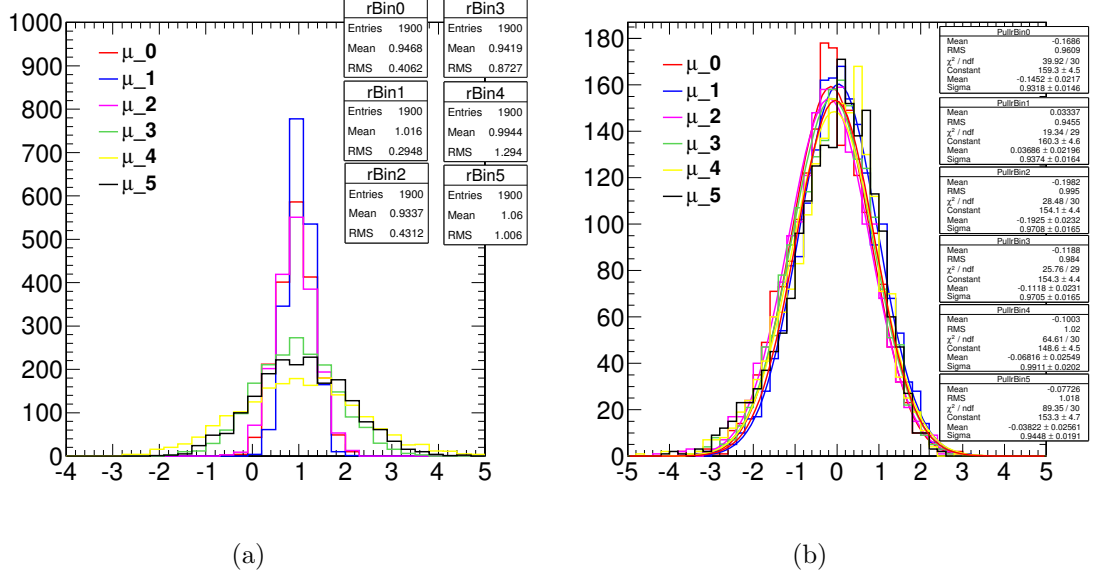 rBin0
Entries 1900
Mean 0.9468
RMS 0.4062
rBin3
Entries 1900
Mean 0.9419
RMS 0.8727
rBin1
Entries 1900
Mean 1.016
RMS 0.2948
rBin4
Entries 1900
Mean 0.9944
RMS 1.294
rBin2
Entries 1900
Mean 0.9337
RMS 0.4312
rBin5
Entries 1900
Mean 1.06
RMS 1.006
μ_0
μ_1
μ_2
μ_3
μ_4
μ_5
1000
900
800
700
600
500
400
300
200
100
0
-4 -3 -2 -1 0 1 2 3 4 5
(a)
180
160
140
120
100
80
60
40
20
0
-5 -4 -3 -2 -1 0 1 2 3 4 5
μ_0
μ_1
μ_2
μ_3
μ_4
μ_5
PullrBin0
Mean -0.1686
RMS 0.9609
χ² / ndf 39.92 / 30
Constant 159.3 ± 4.5
Mean -0.1452 ± 0.0217
Sigma 0.9318 ± 0.0146
PullrBin1
Mean 0.03337
RMS 0.9455
χ² / ndf 19.34 / 29
Constant 160.3 ± 4.6
Mean 0.03686 ± 0.02196
Sigma 0.9374 ± 0.0164
PullrBin2
Mean -0.1982
RMS 0.995
χ² / ndf 28.48 / 30
Constant 154.1 ± 4.4
Mean -0.1925 ± 0.0232
Sigma 0.9708 ± 0.0165
PullrBin3
Mean -0.1188
RMS 0.984
χ² / ndf 25.76 / 29
Constant 154.3 ± 4.4
Mean -0.1118 ± 0.0231
Sigma 0.9705 ± 0.0165
PullrBin4
Mean -0.1003
RMS 1.02
χ² / ndf 64.61 / 30
Constant 148.6 ± 4.5
Mean -0.06816 ± 0.02549
Sigma 0.9911 ± 0.0202
PullrBin5
Mean -0.07726
RMS 1.018
χ² / ndf 89.35 / 30
Constant 153.3 ± 4.7
Mean -0.03822 ± 0.02561
Sigma 0.9448 ± 0.0191
(b)